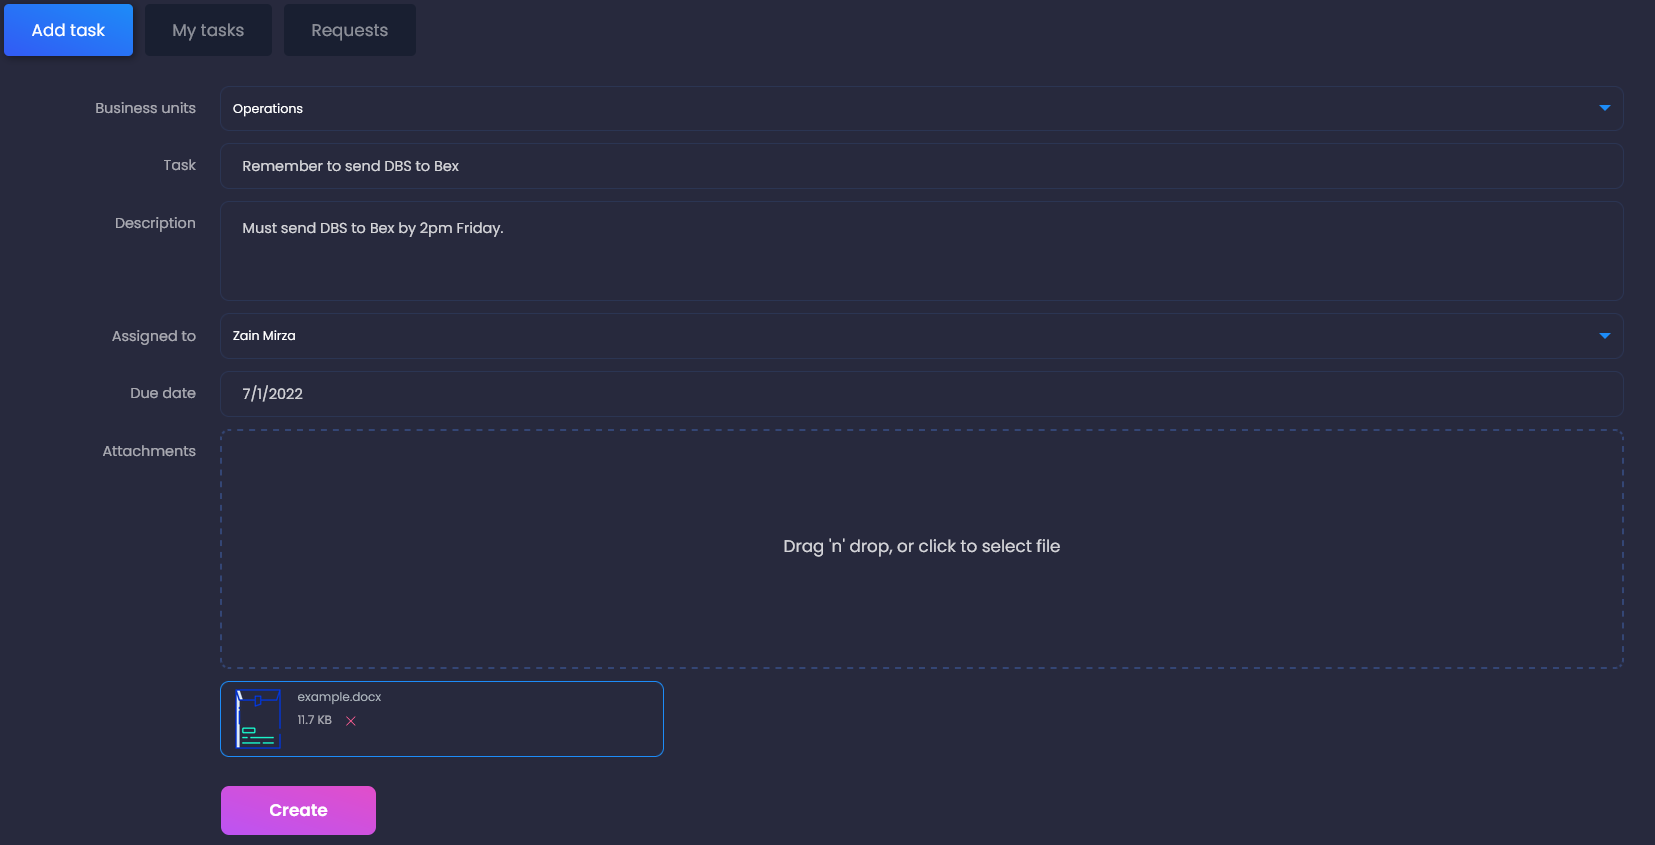 Add task My tasks Requests
Business units Operations
Task Remember to send DBS to Bex
Description Must send DBS to Bex by 2pm Friday.
Assigned to Zain Mirza
Due date 7/1/2022
Attachments
Drag 'n' drop, or click to select file
example.docx
11.7 KB
Create